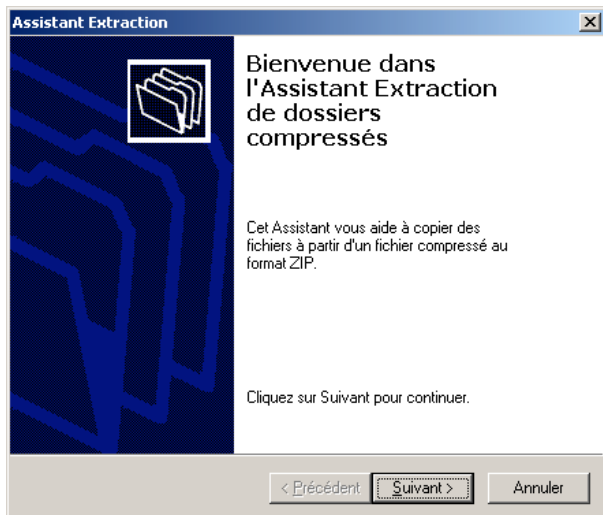 Assistant Extraction
Bienvenue dans
l'Assistant Extraction
de dossiers
compressés
Cet Assistant vous aide à copier des
fichiers à partir d'un fichier compressé au
format ZIP.
Cliquez sur Suivant pour continuer.
< Précédent Suivant > Annuler